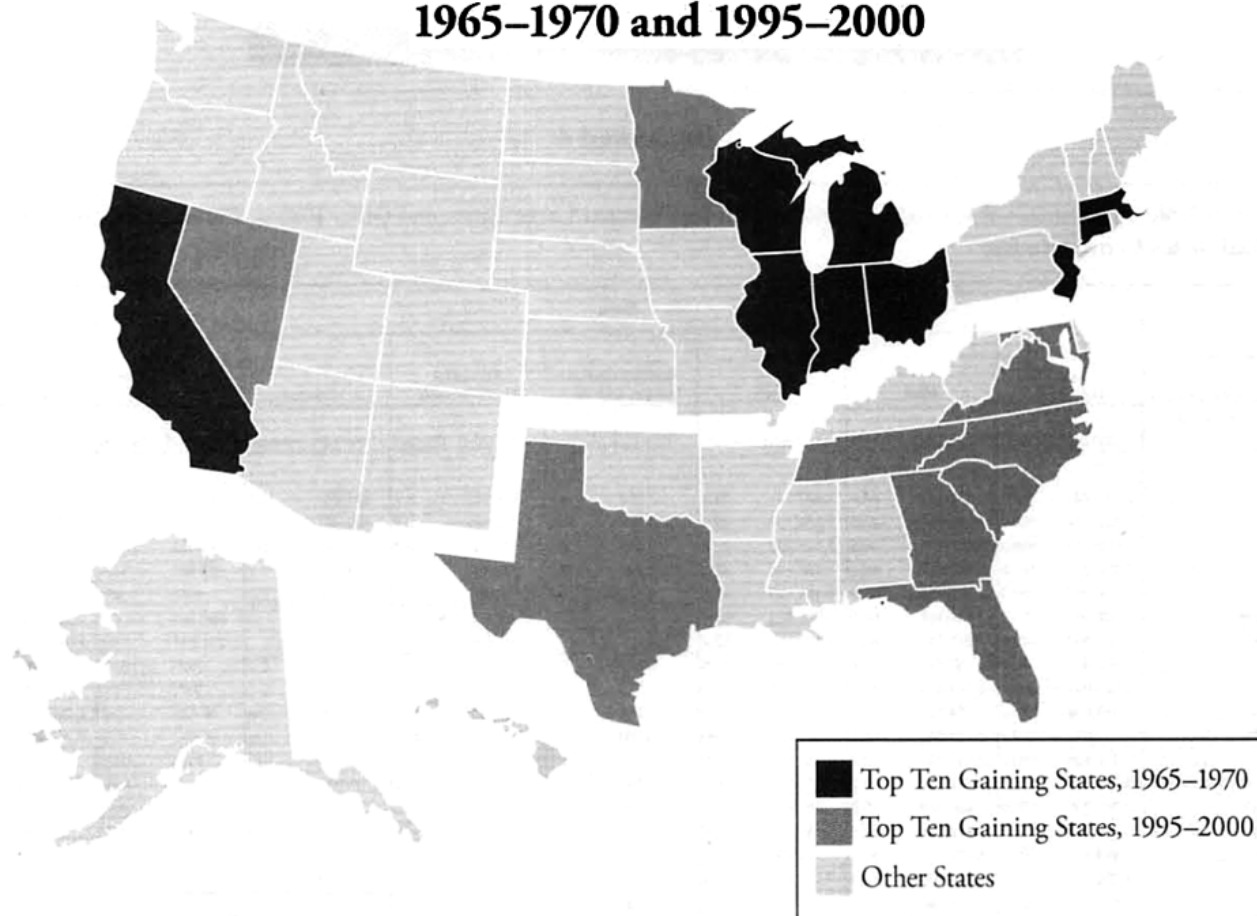 1965–1970 and 1995–2000
Top Ten Gaining States, 1965–1970
Top Ten Gaining States, 1995–2000
Other States